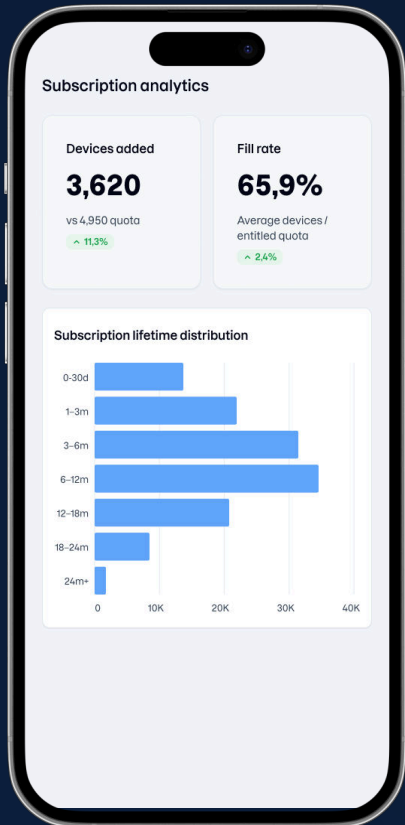 Subscription analytics
Devices added
3,620
vs 4,950 quota
^ 11,3%
Fill rate
65,9%
Average devices /
entitled quota
^ 2,4%
Subscription lifetime distribution
0-30d
1–3m
3–6m
6–12m
12–18m
18–24m
24m+
0 10K 20K 30K 40K